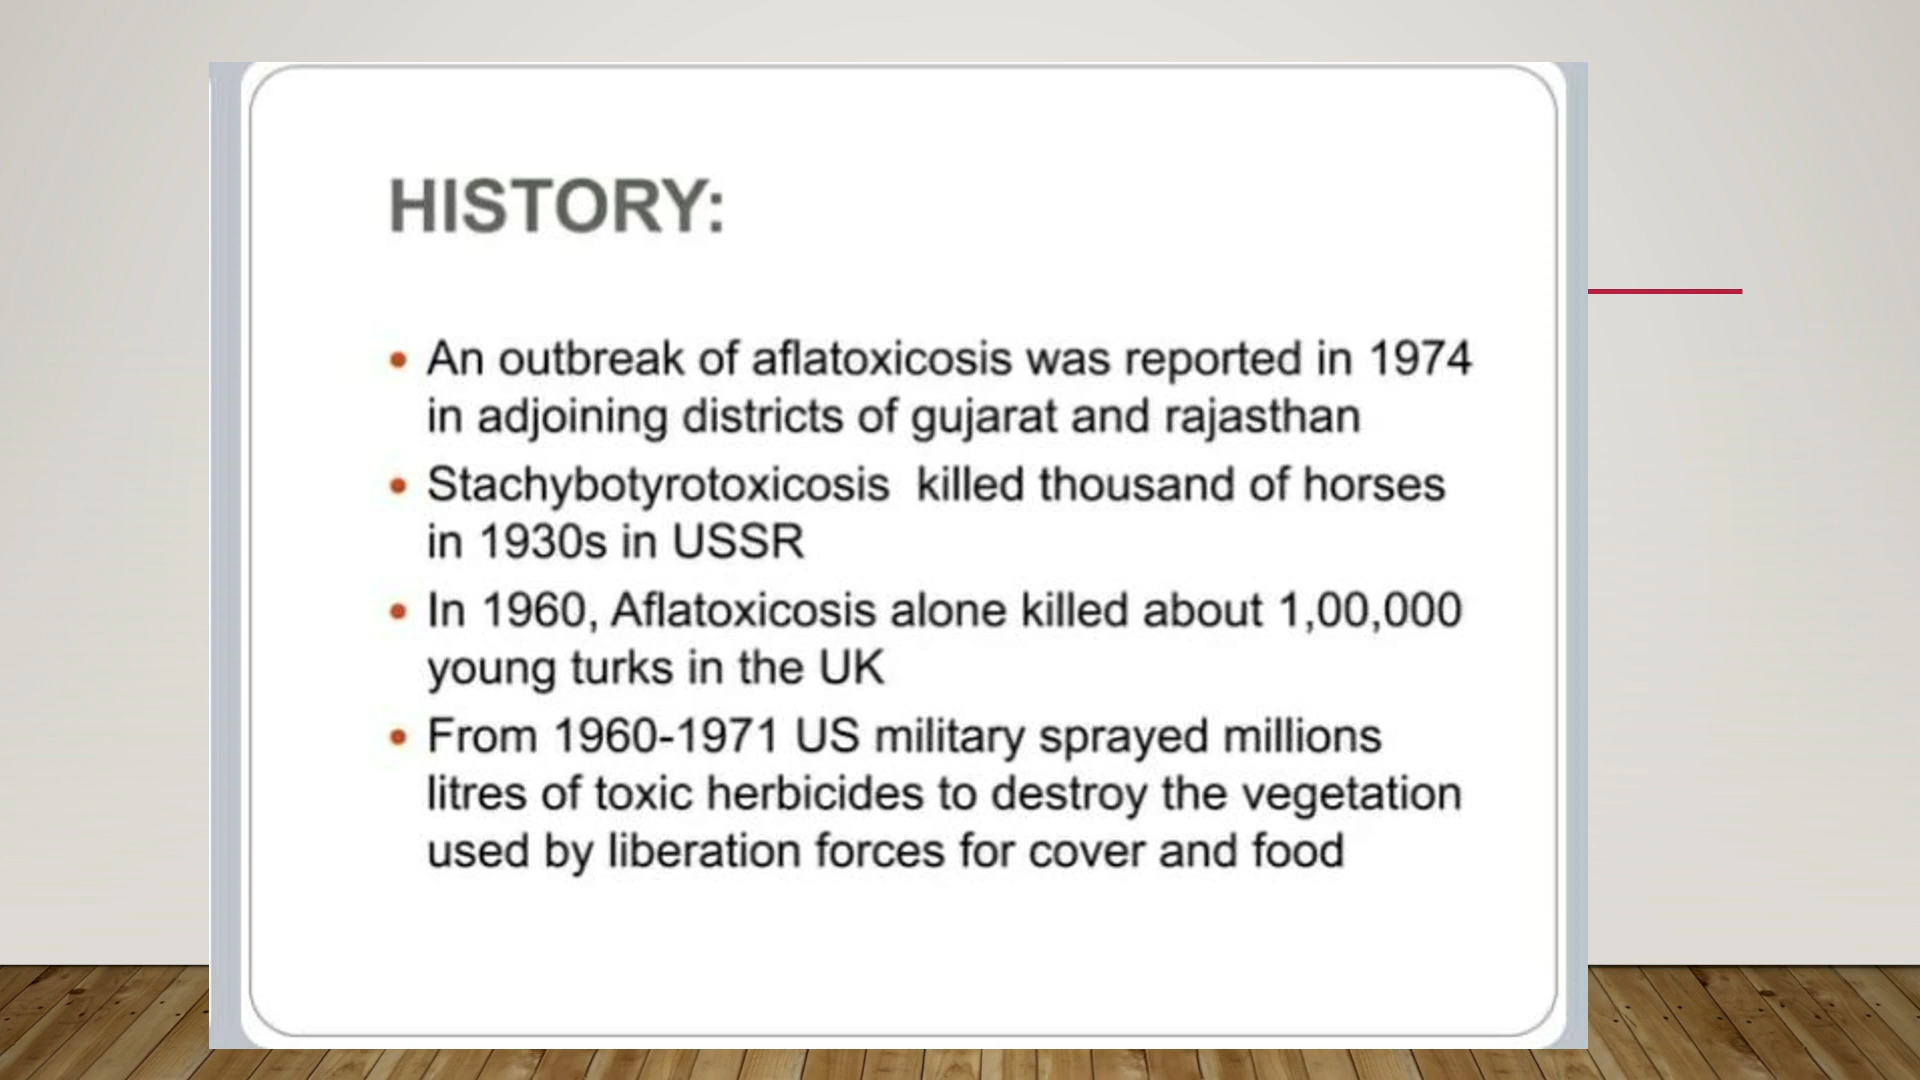 HISTORY:
• An outbreak of aflatoxicosis was reported in 1974
in adjoining districts of gujarat and rajasthan
• Stachybotyrotoxicosis killed thousand of horses
in 1930s in USSR
• In 1960, Aflatoxicosis alone killed about 1,00,000
young turks in the UK
• From 1960-1971 US military sprayed millions
litres of toxic herbicides to destroy the vegetation
used by liberation forces for cover and food